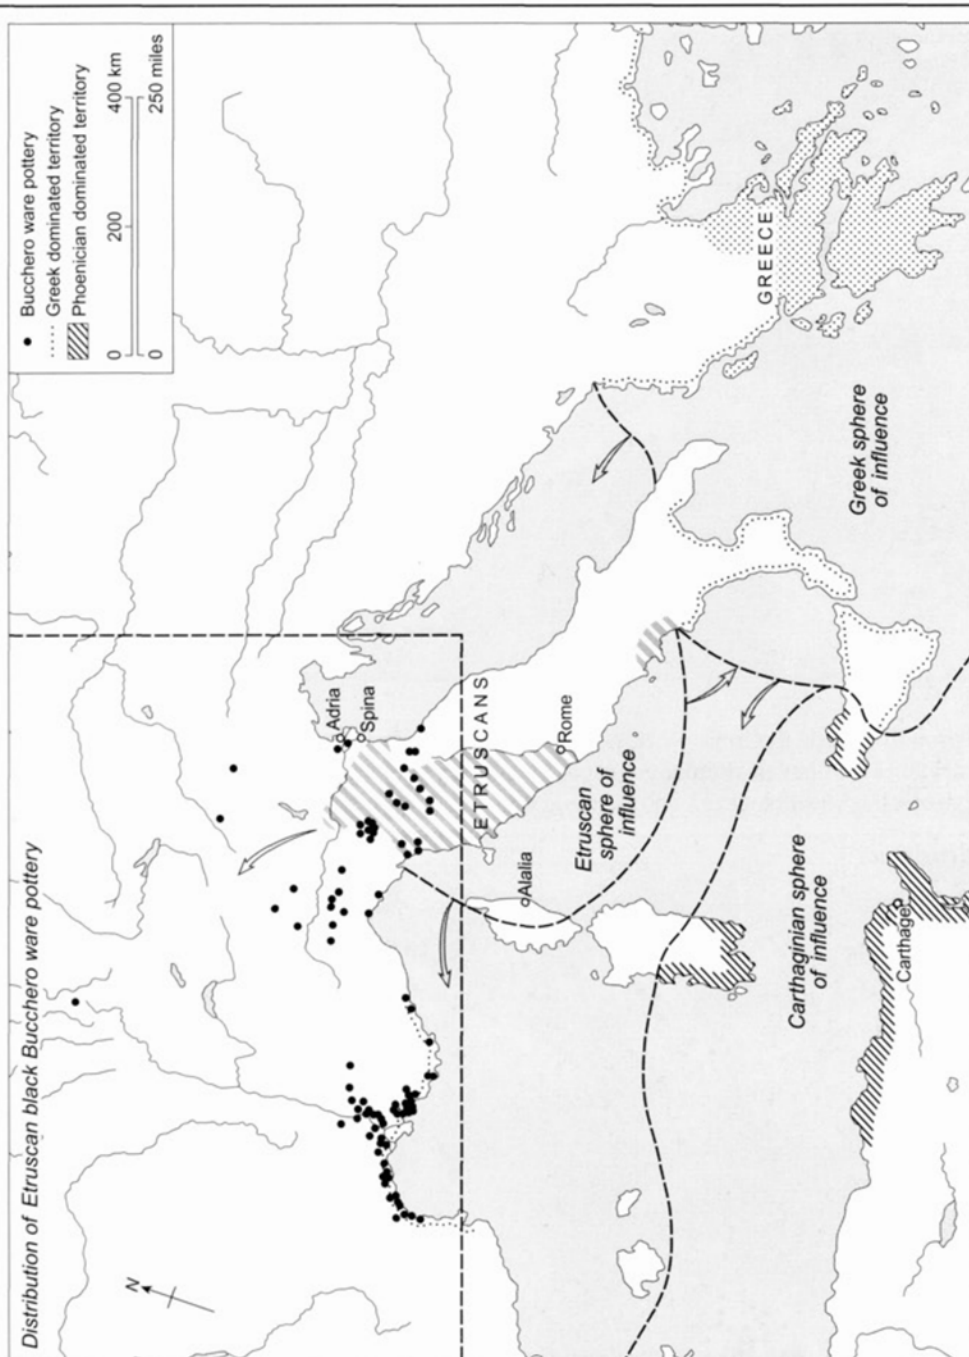 Distribution of Etruscan black Bucchero ware pottery
Bucchero ware pottery
Greek dominated territory
Phoenician dominated territory
0 200 400 km
0 250 miles
N
Adria
Spina
ETRUSCANS
Rome
Alalia
Etruscan
sphere of
influence
GREECE
Greek sphere
of influence
Carthaginian sphere
of influence
Carthage